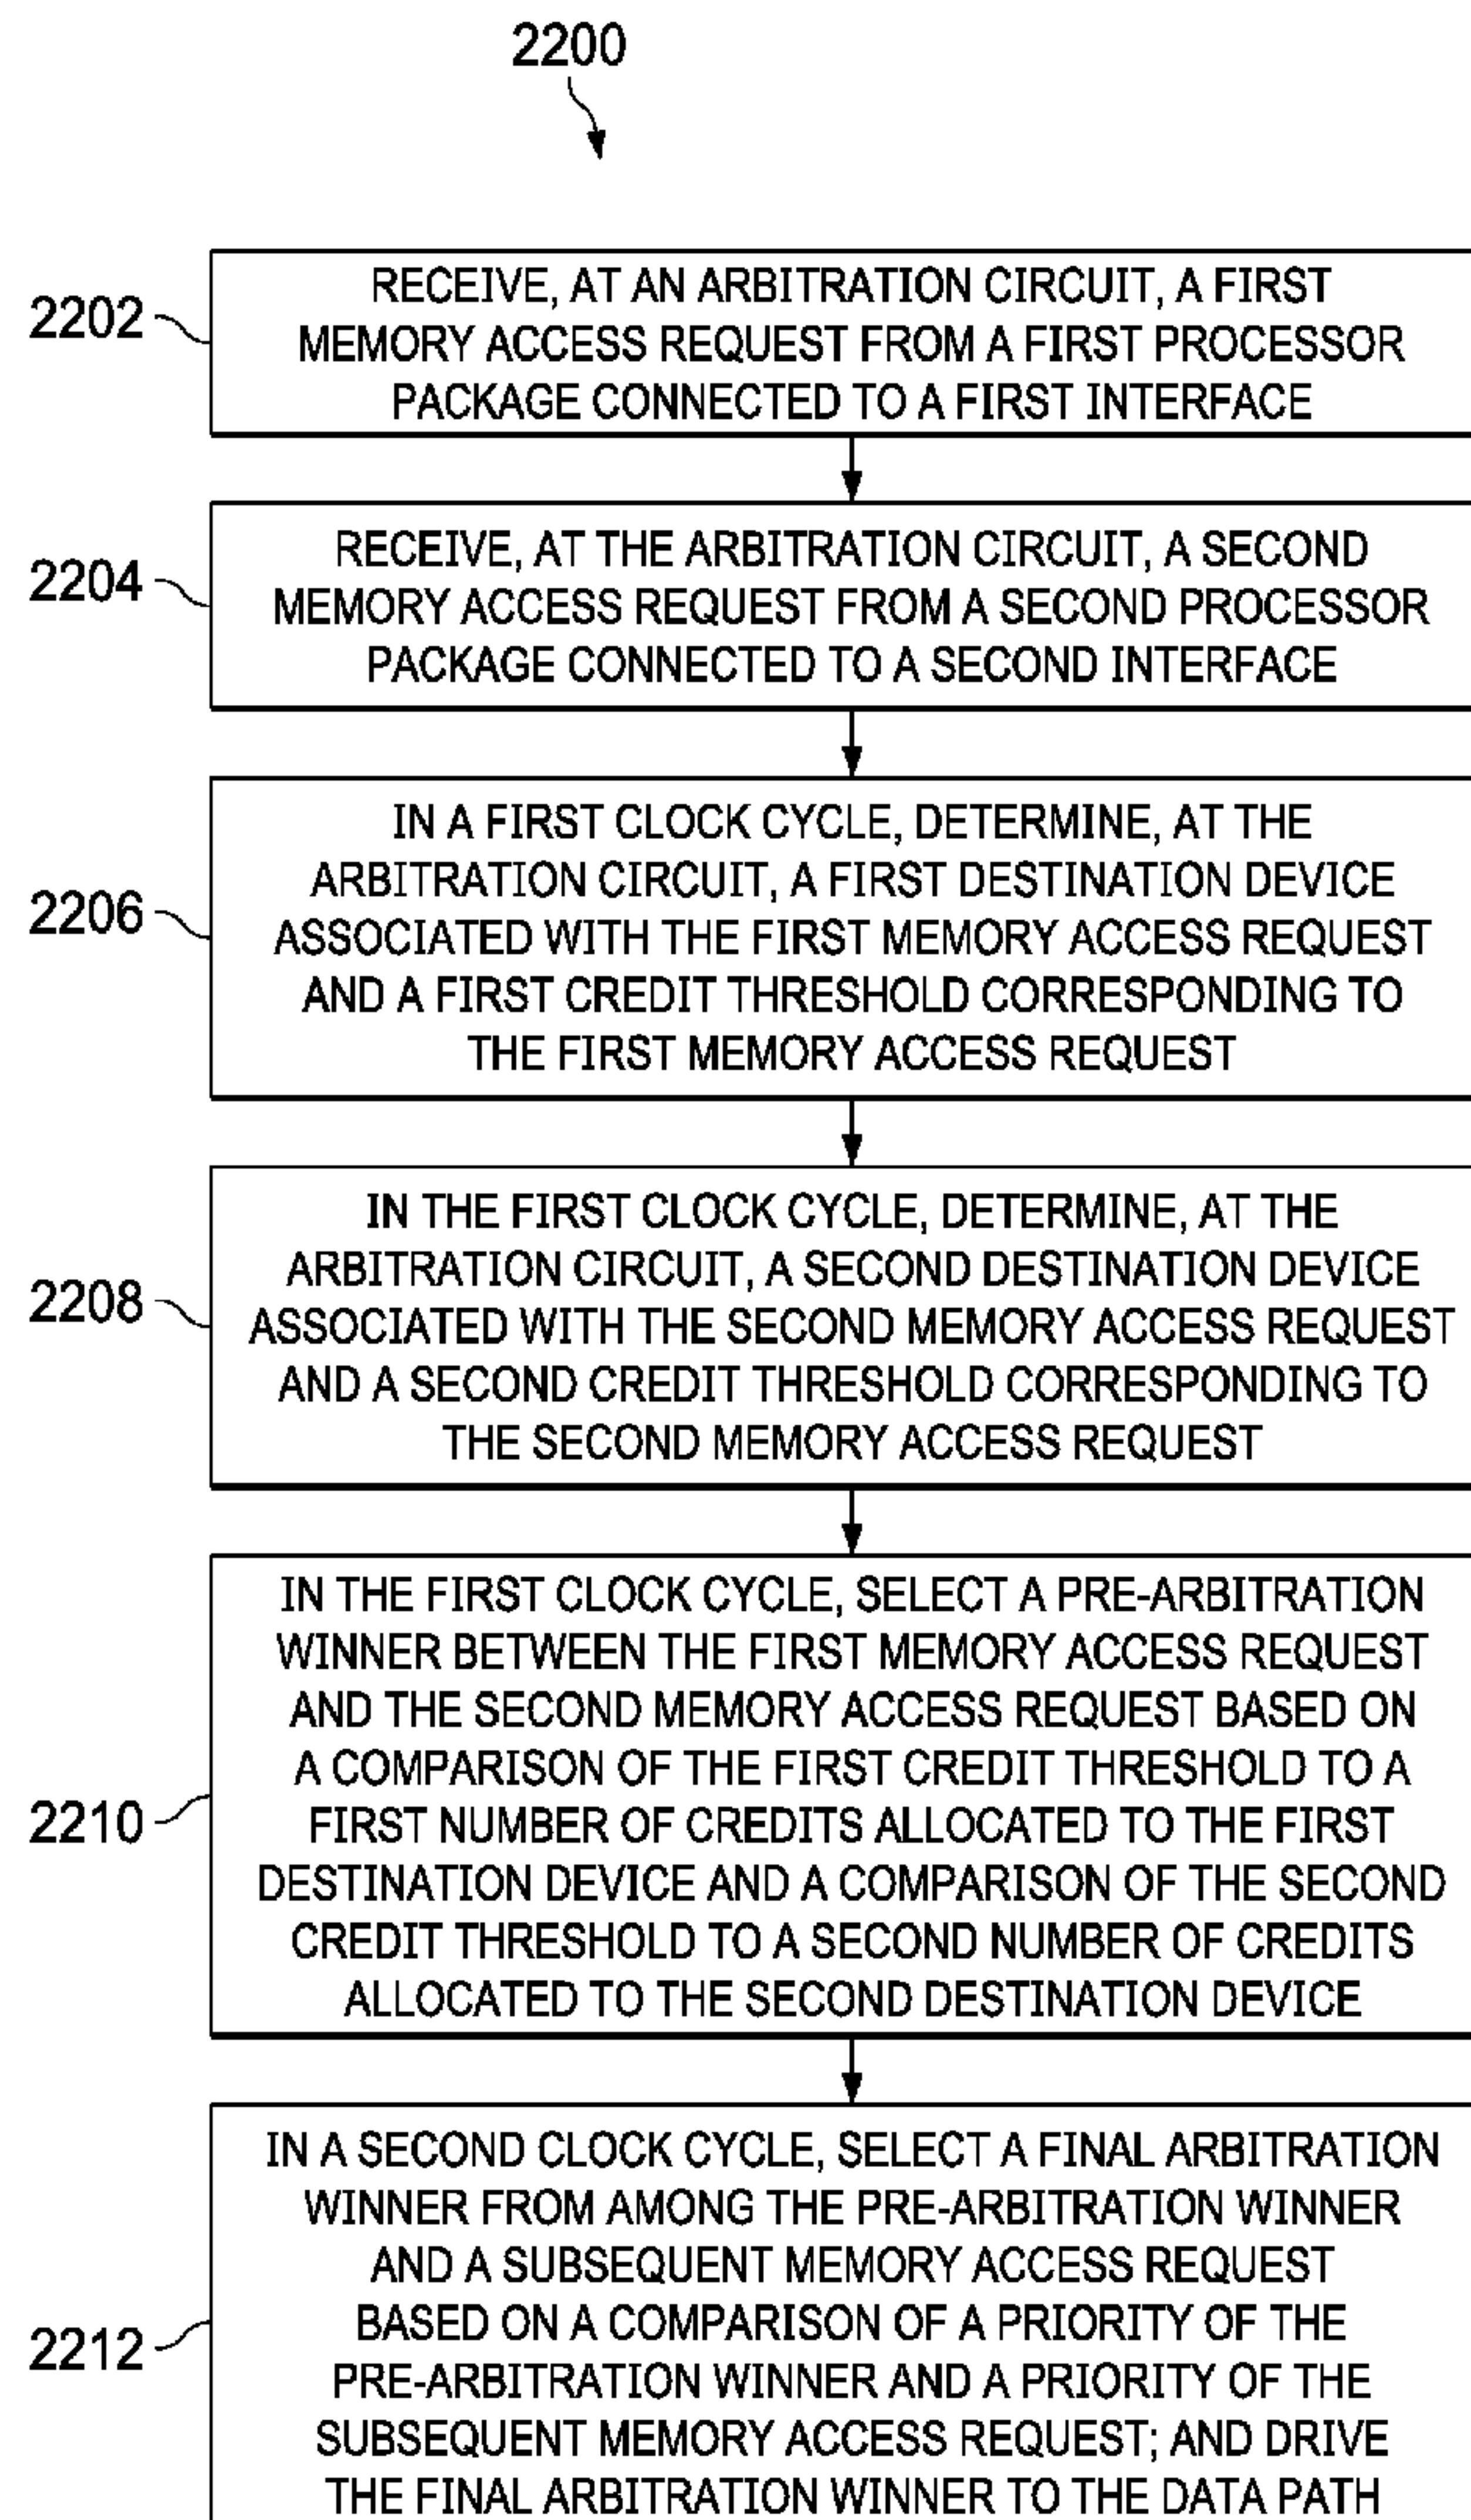 2200
2202
RECEIVE, AT AN ARBITRATION CIRCUIT, A FIRST
MEMORY ACCESS REQUEST FROM A FIRST PROCESSOR
PACKAGE CONNECTED TO A FIRST INTERFACE
2204
RECEIVE, AT THE ARBITRATION CIRCUIT, A SECOND
MEMORY ACCESS REQUEST FROM A SECOND PROCESSOR
PACKAGE CONNECTED TO A SECOND INTERFACE
2206
IN A FIRST CLOCK CYCLE, DETERMINE, AT THE
ARBITRATION CIRCUIT, A FIRST DESTINATION DEVICE
ASSOCIATED WITH THE FIRST MEMORY ACCESS REQUEST
AND A FIRST CREDIT THRESHOLD CORRESPONDING TO
THE FIRST MEMORY ACCESS REQUEST
2208
IN THE FIRST CLOCK CYCLE, DETERMINE, AT THE
ARBITRATION CIRCUIT, A SECOND DESTINATION DEVICE
ASSOCIATED WITH THE SECOND MEMORY ACCESS REQUEST
AND A SECOND CREDIT THRESHOLD CORRESPONDING TO
THE SECOND MEMORY ACCESS REQUEST
2210
IN THE FIRST CLOCK CYCLE, SELECT A PRE-ARBITRATION
WINNER BETWEEN THE FIRST MEMORY ACCESS REQUEST
AND THE SECOND MEMORY ACCESS REQUEST BASED ON
A COMPARISON OF THE FIRST CREDIT THRESHOLD TO A
FIRST NUMBER OF CREDITS ALLOCATED TO THE FIRST
DESTINATION DEVICE AND A COMPARISON OF THE SECOND
CREDIT THRESHOLD TO A SECOND NUMBER OF CREDITS
ALLOCATED TO THE SECOND DESTINATION DEVICE
2212
IN A SECOND CLOCK CYCLE, SELECT A FINAL ARBITRATION
WINNER FROM AMONG THE PRE-ARBITRATION WINNER
AND A SUBSEQUENT MEMORY ACCESS REQUEST
BASED ON A COMPARISON OF A PRIORITY OF THE
PRE-ARBITRATION WINNER AND A PRIORITY OF THE
SUBSEQUENT MEMORY ACCESS REQUEST; AND DRIVE
THE FINAL ARBITRATION WINNER TO THE DATA PATH